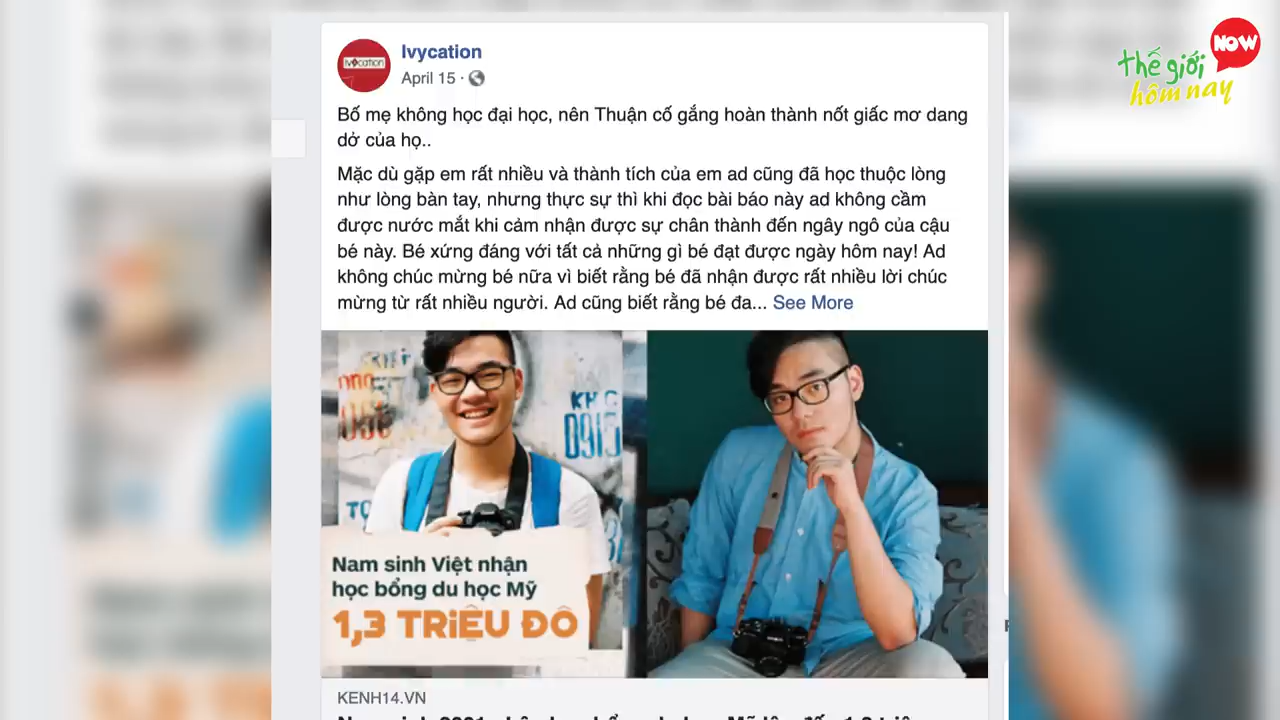 Ivycation
April 15 ·
Bố mẹ không học đại học, nên Thuận cố gắng hoàn thành nốt giấc mơ dang
dở của họ..
Mặc dù gặp em rất nhiều và thành tích của em ad cũng đã học thuộc lòng
như lòng bàn tay, nhưng thực sự thì khi đọc bài báo này ad không cầm
được nước mắt khi cảm nhận được sự chân thành đến ngây ngô của cậu
bé này. Bé xứng đáng với tất cả những gì bé đạt được ngày hôm nay! Ad
không chúc mừng bé nữa vì biết rằng bé đã nhận được rất nhiều lời chúc
mừng từ rất nhiều người. Ad cũng biết rằng bé đa... See More
KH C
0915
Nam sinh Việt nhận
học bổng du học Mỹ
1,3 TRIỆU ĐÔ
KENH14.VN
NOW
thế giới
hôm nay